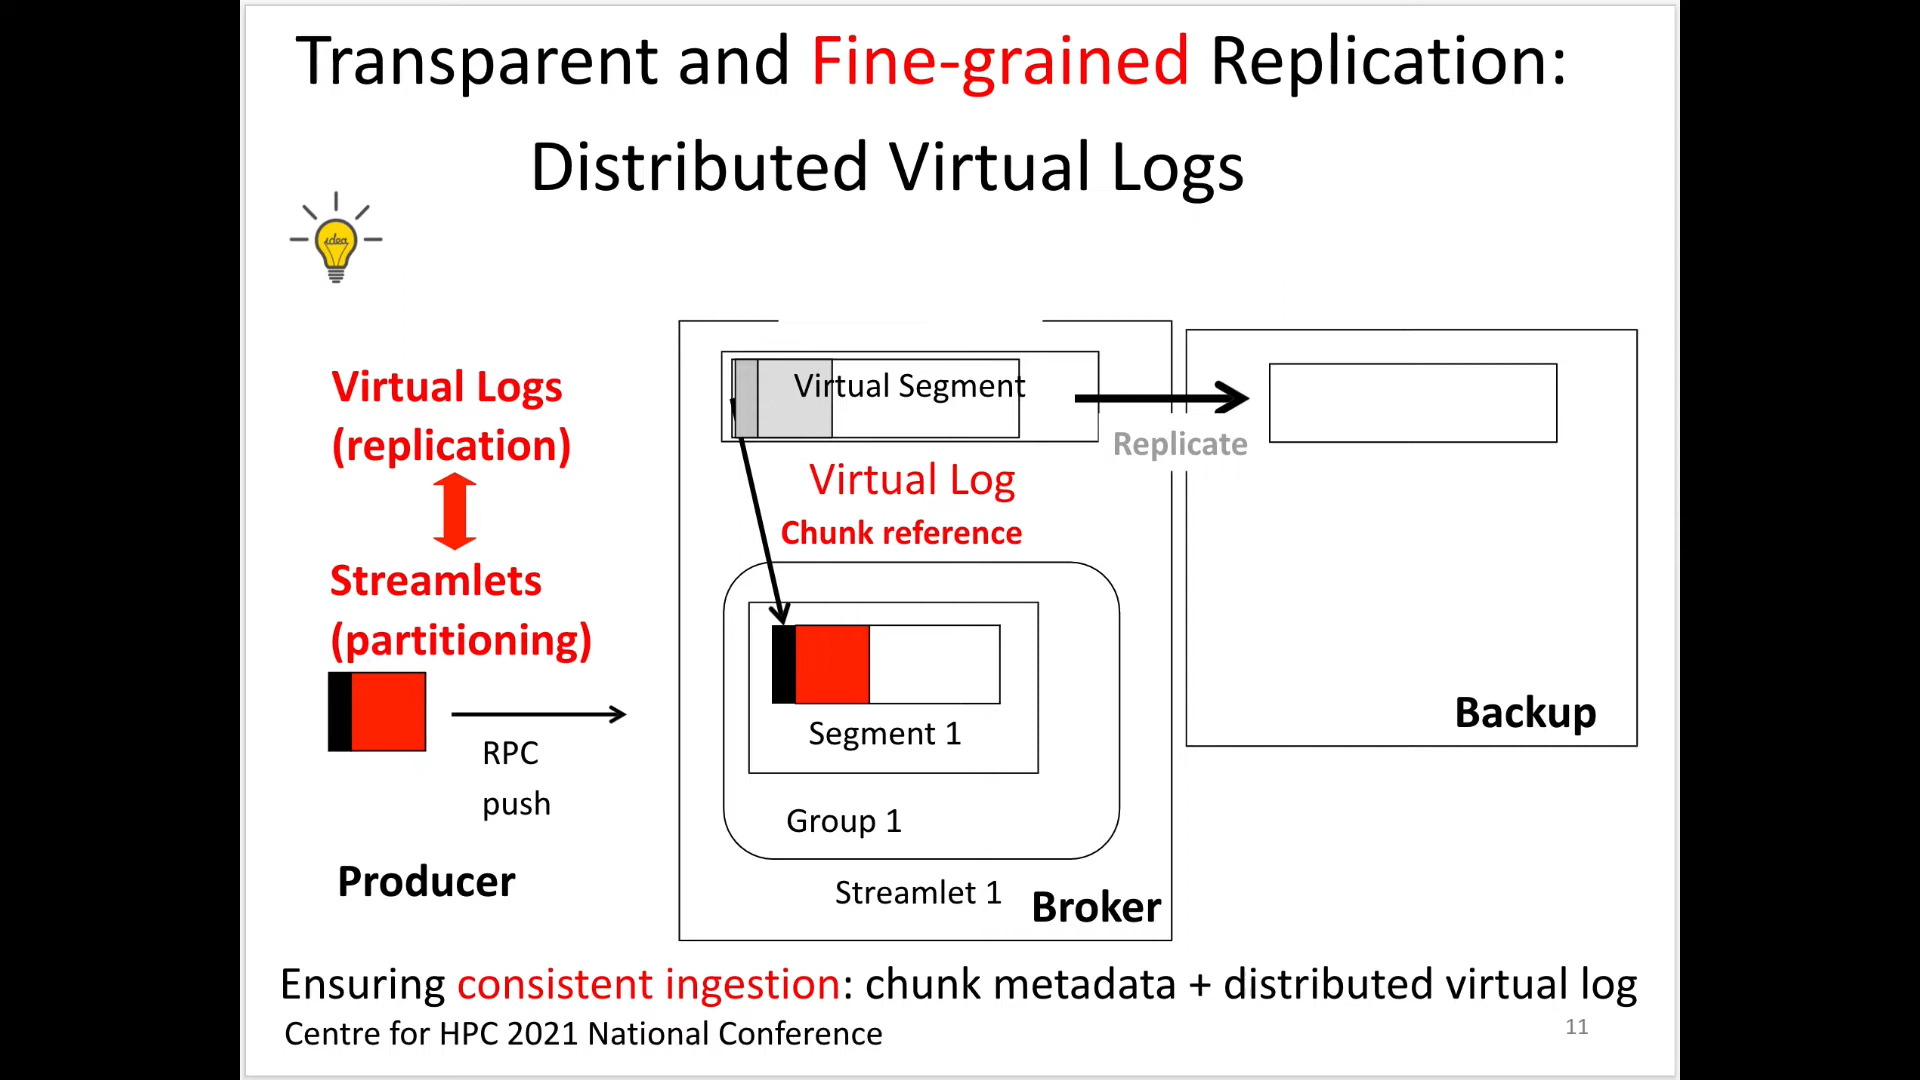 Transparent and Fine-grained Replication:
Distributed Virtual Logs
idea
Virtual Logs
(replication)
Streamlets
(partitioning)
RPC
push
Producer
Virtual Segment
Virtual Log
Chunk reference
Segment 1
Group 1
Streamlet 1
Broker
Replicate
Backup
Ensuring consistent ingestion: chunk metadata + distributed virtual log
Centre for HPC 2021 National Conference
11